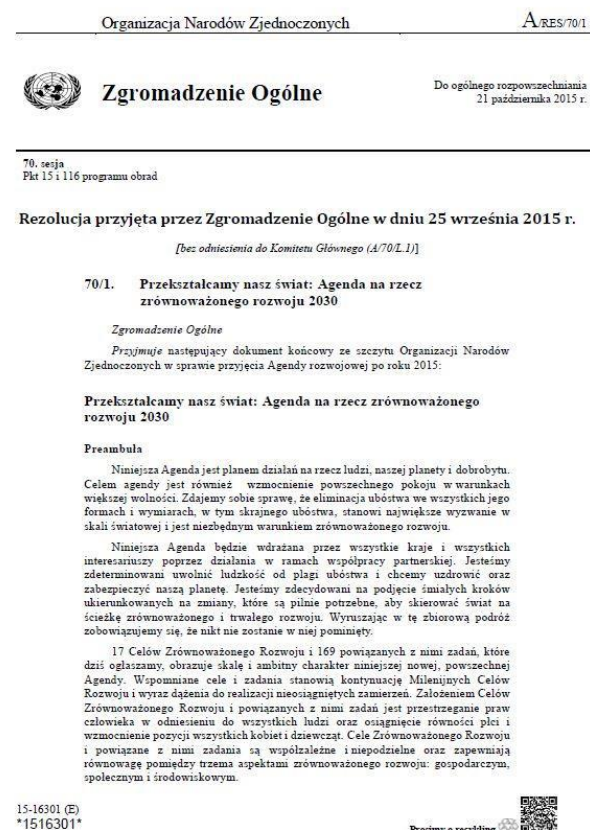 Organizacja Narodów Zjednoczonych A/RES/70/1
Zgromadzenie Ogólne
Do ogólnego rozpowszechniania
21 października 2015 r.
70. sesja
Pkt 15 i 116 programu obrad
Rezolucja przyjęta przez Zgromadzenie Ogólne w dniu 25 września 2015 r.
[bez odniesienia do Komitetu Głównego (A/70/L.1)]
70/1. Przekształcamy nasz świat: Agenda na rzecz
zrównoważonego rozwoju 2030
Zgromadzenie Ogólne
Przyjmuje następujący dokument końcowy ze szczytu Organizacji Narodów
Zjednoczonych w sprawie przyjęcia Agendy rozwojowej po roku 2015:
Przekształcamy nasz świat: Agenda na rzecz zrównoważonego
rozwoju 2030
Preambuła
Niniejsza Agenda jest planem działań na rzecz ludzi, naszej planety i dobrobytu.
Celem agendy jest również wzmocnienie powszechnego pokoju w warunkach
większej wolności. Zdajemy sobie sprawę, że eliminacja ubóstwa we wszystkich jego
formach i wymiarach, w tym skrajnego ubóstwa, stanowi największe wyzwanie w
skali światowej i jest niezbędnym warunkiem zrównoważonego rozwoju.
Niniejsza Agenda będzie wdrażana przez wszystkie kraje i wszystkich
interesariuszy poprzez działania w ramach współpracy partnerskiej. Jesteśmy
zdeterminowani uwolnić ludzkość od plagi ubóstwa i chcemy uzdrowić oraz
zabezpieczyć naszą planetę. Jesteśmy zdecydowani na podjęcie śmiałych kroków
ukierunkowanych na zmiany, które są pilnie potrzebne, aby skierować świat na
ścieżkę zrównoważonego i trwałego rozwoju. Wyruszając w tę zbiorową podróż
zobowiązujemy się, że nikt nie zostanie w niej pominięty.
17 Celów Zrównoważonego Rozwoju i 169 powiązanych z nimi zadań, które
dziś ogłaszamy, obrazuje skalę i ambitny charakter niniejszej nowej, powszechnej
Agendy. Wspomniane cele i zadania stanowią kontynuację Milenijnych Celów
Rozwoju i wyraz dążenia do realizacji nieosiągniętych zamierzeń. Założeniem Celów
Zrównoważonego Rozwoju i powiązanych z nimi zadań jest przestrzeganie praw
człowieka w odniesieniu do wszystkich ludzi oraz osiągnięcie równości płci i
wzmocnienie pozycji wszystkich kobiet i dziewcząt. Cele Zrównoważonego Rozwoju
i powiązane z nimi zadania są współzależne i niepodzielne oraz zapewniają
równowagę pomiędzy trzema aspektami zrównoważonego rozwoju: gospodarczym,
społecznym i środowiskowym.
15-16301 (E)
*1516301*
Prosimy o recykling